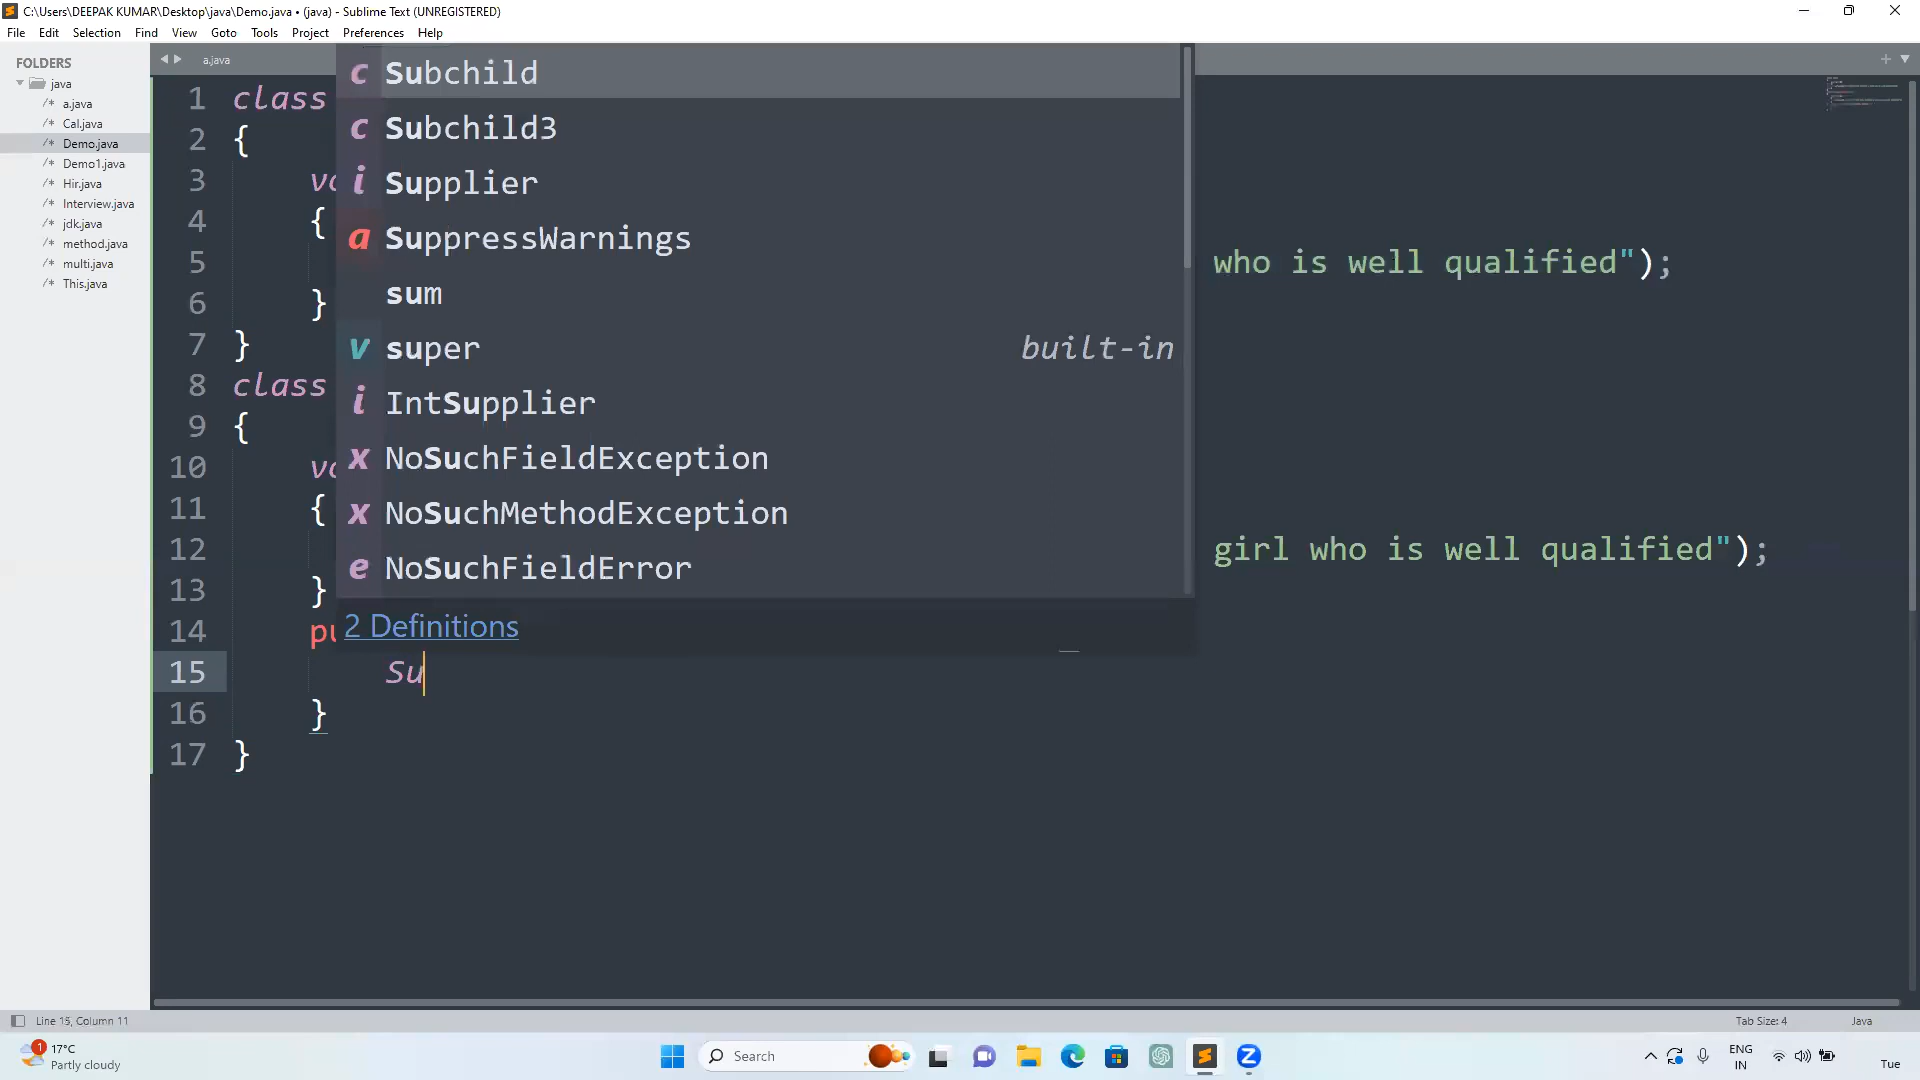 C:\Users\DEEPAK KUMAR\Desktop\java\Demo.java • (java) - Sublime Text (UNREGISTERED)
File Edit Selection Find View Goto Tools Project Preferences Help
FOLDERS
java
a.java
Cal.java
Demo.java
Demo1.java
Hir.java
Interview.java
jdk.java
method.java
multi.java
This.java
a.java
1 class
2 {
3
4 {
5 who is well qualified");
6 }
7 }
8 class
9 {
10
11 {
12 girl who is well qualified");
13 }
14
15 Su
16 }
17 }
c Subchild
c Subchild3
i Supplier
a SuppressWarnings
sum
v super built-in
i IntSupplier
x NoSuchFieldException
x NoSuchMethodException
e NoSuchFieldError
2 Definitions
Line 15, Column 11
Tab Size: 4
Java
1
17°C
Partly cloudy
Search
ENG
IN
Tue